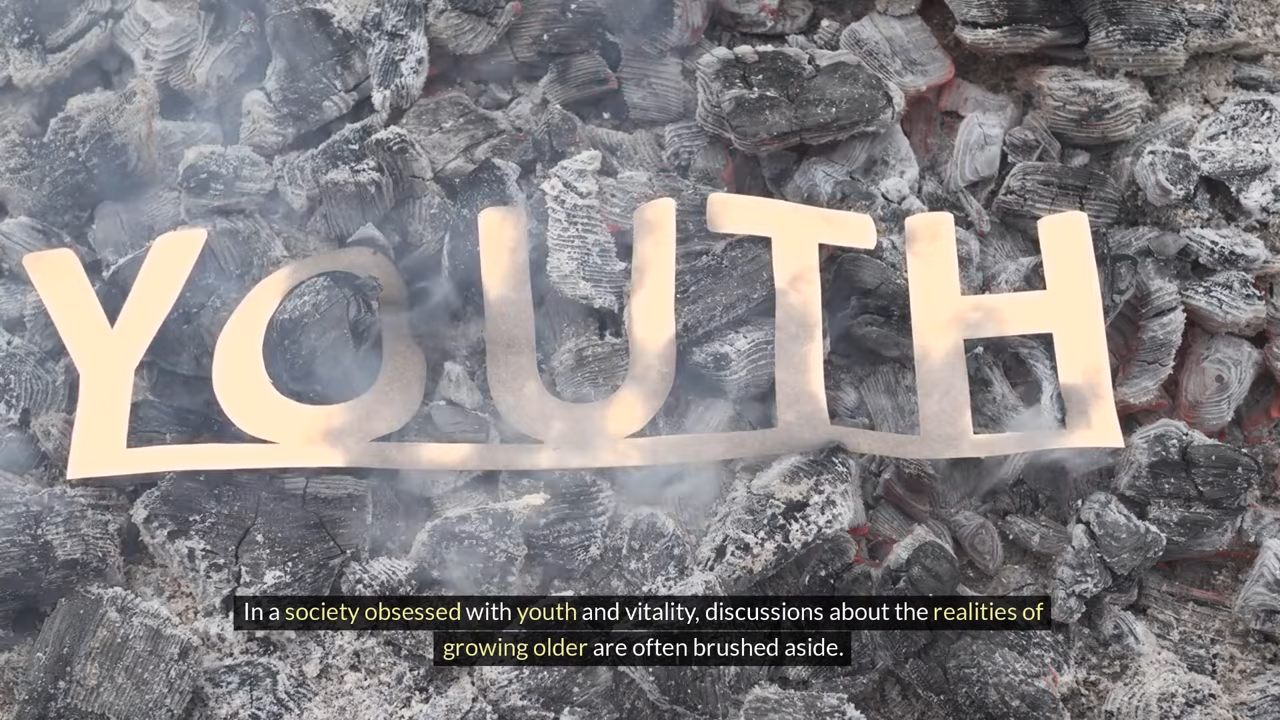 YOUTH
In a society obsessed with youth and vitality, discussions about the realities of
growing older are often brushed aside.